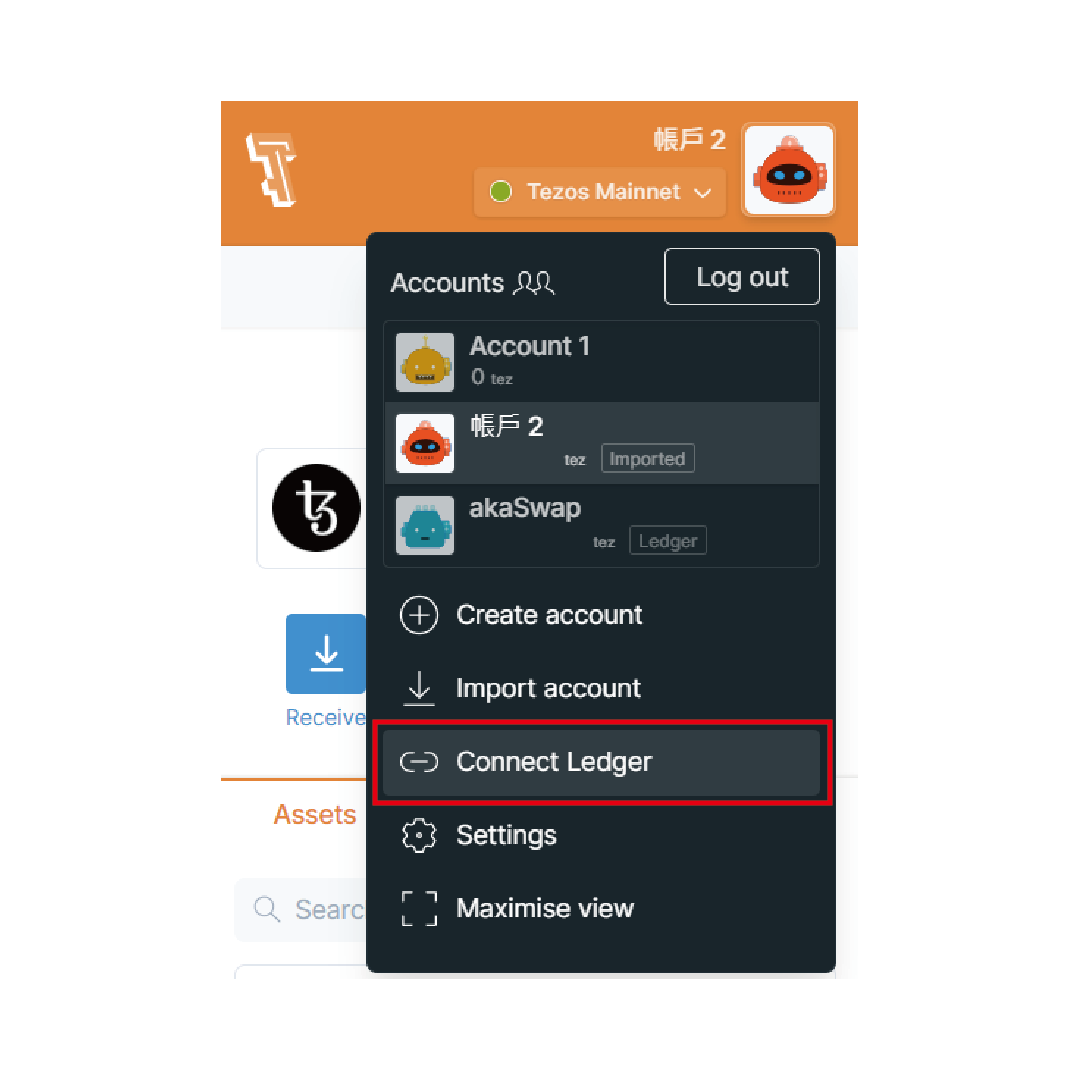 帳戶 2
Tezos Mainnet
Accounts
Log out
Account 1
0 tez
帳戶 2
tez Imported
akaSwap
tez Ledger
Create account
Import account
Receive
Connect Ledger
Assets
Settings
Searc
Maximise view